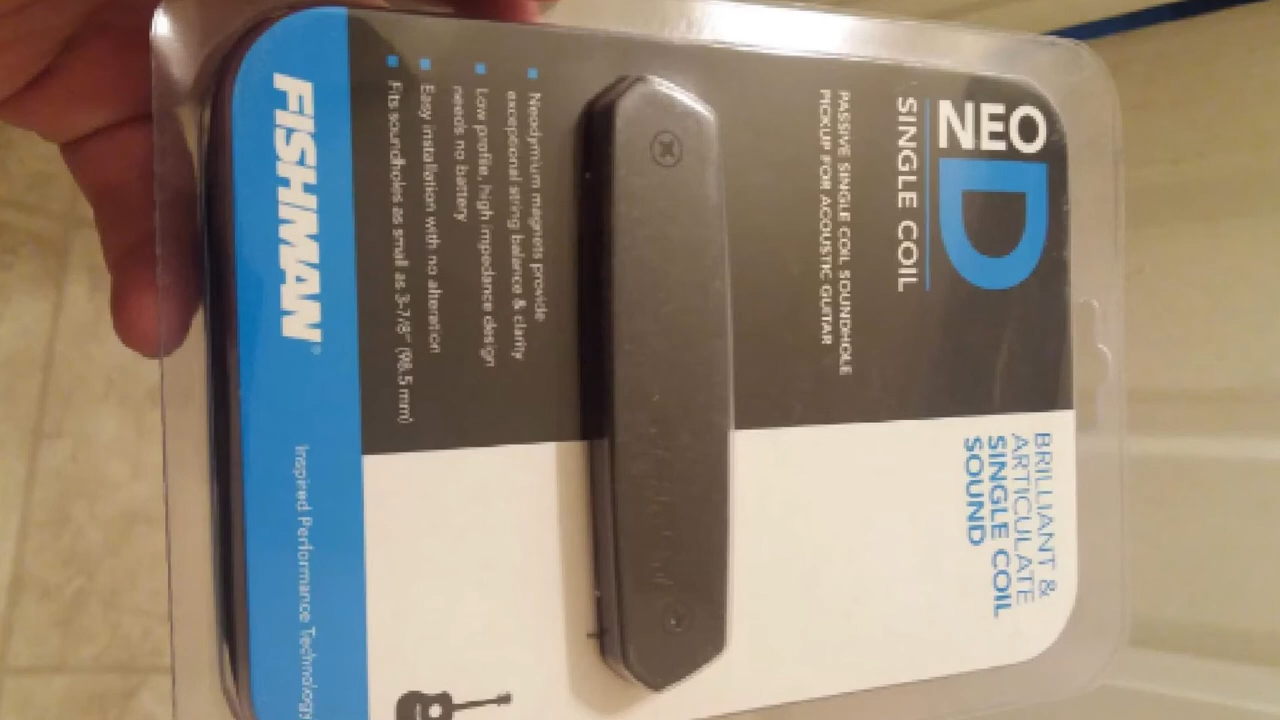 NEO
D
SINGLE COIL
BRILLIANT &
ARTICULATE
SINGLE COIL
SOUND
PASSIVE SINGLE COIL SOUNDHOLE
PICKUP FOR ACOUSTIC GUITAR
Neodymium magnets provide
exceptional string balance & clarity
Low profile, high impedance design
needs no battery
Easy installation with no alteration
Fits soundholes as small as 3-7/8" (98.5 mm)
FISHMAN®
Inspired Performance Technology